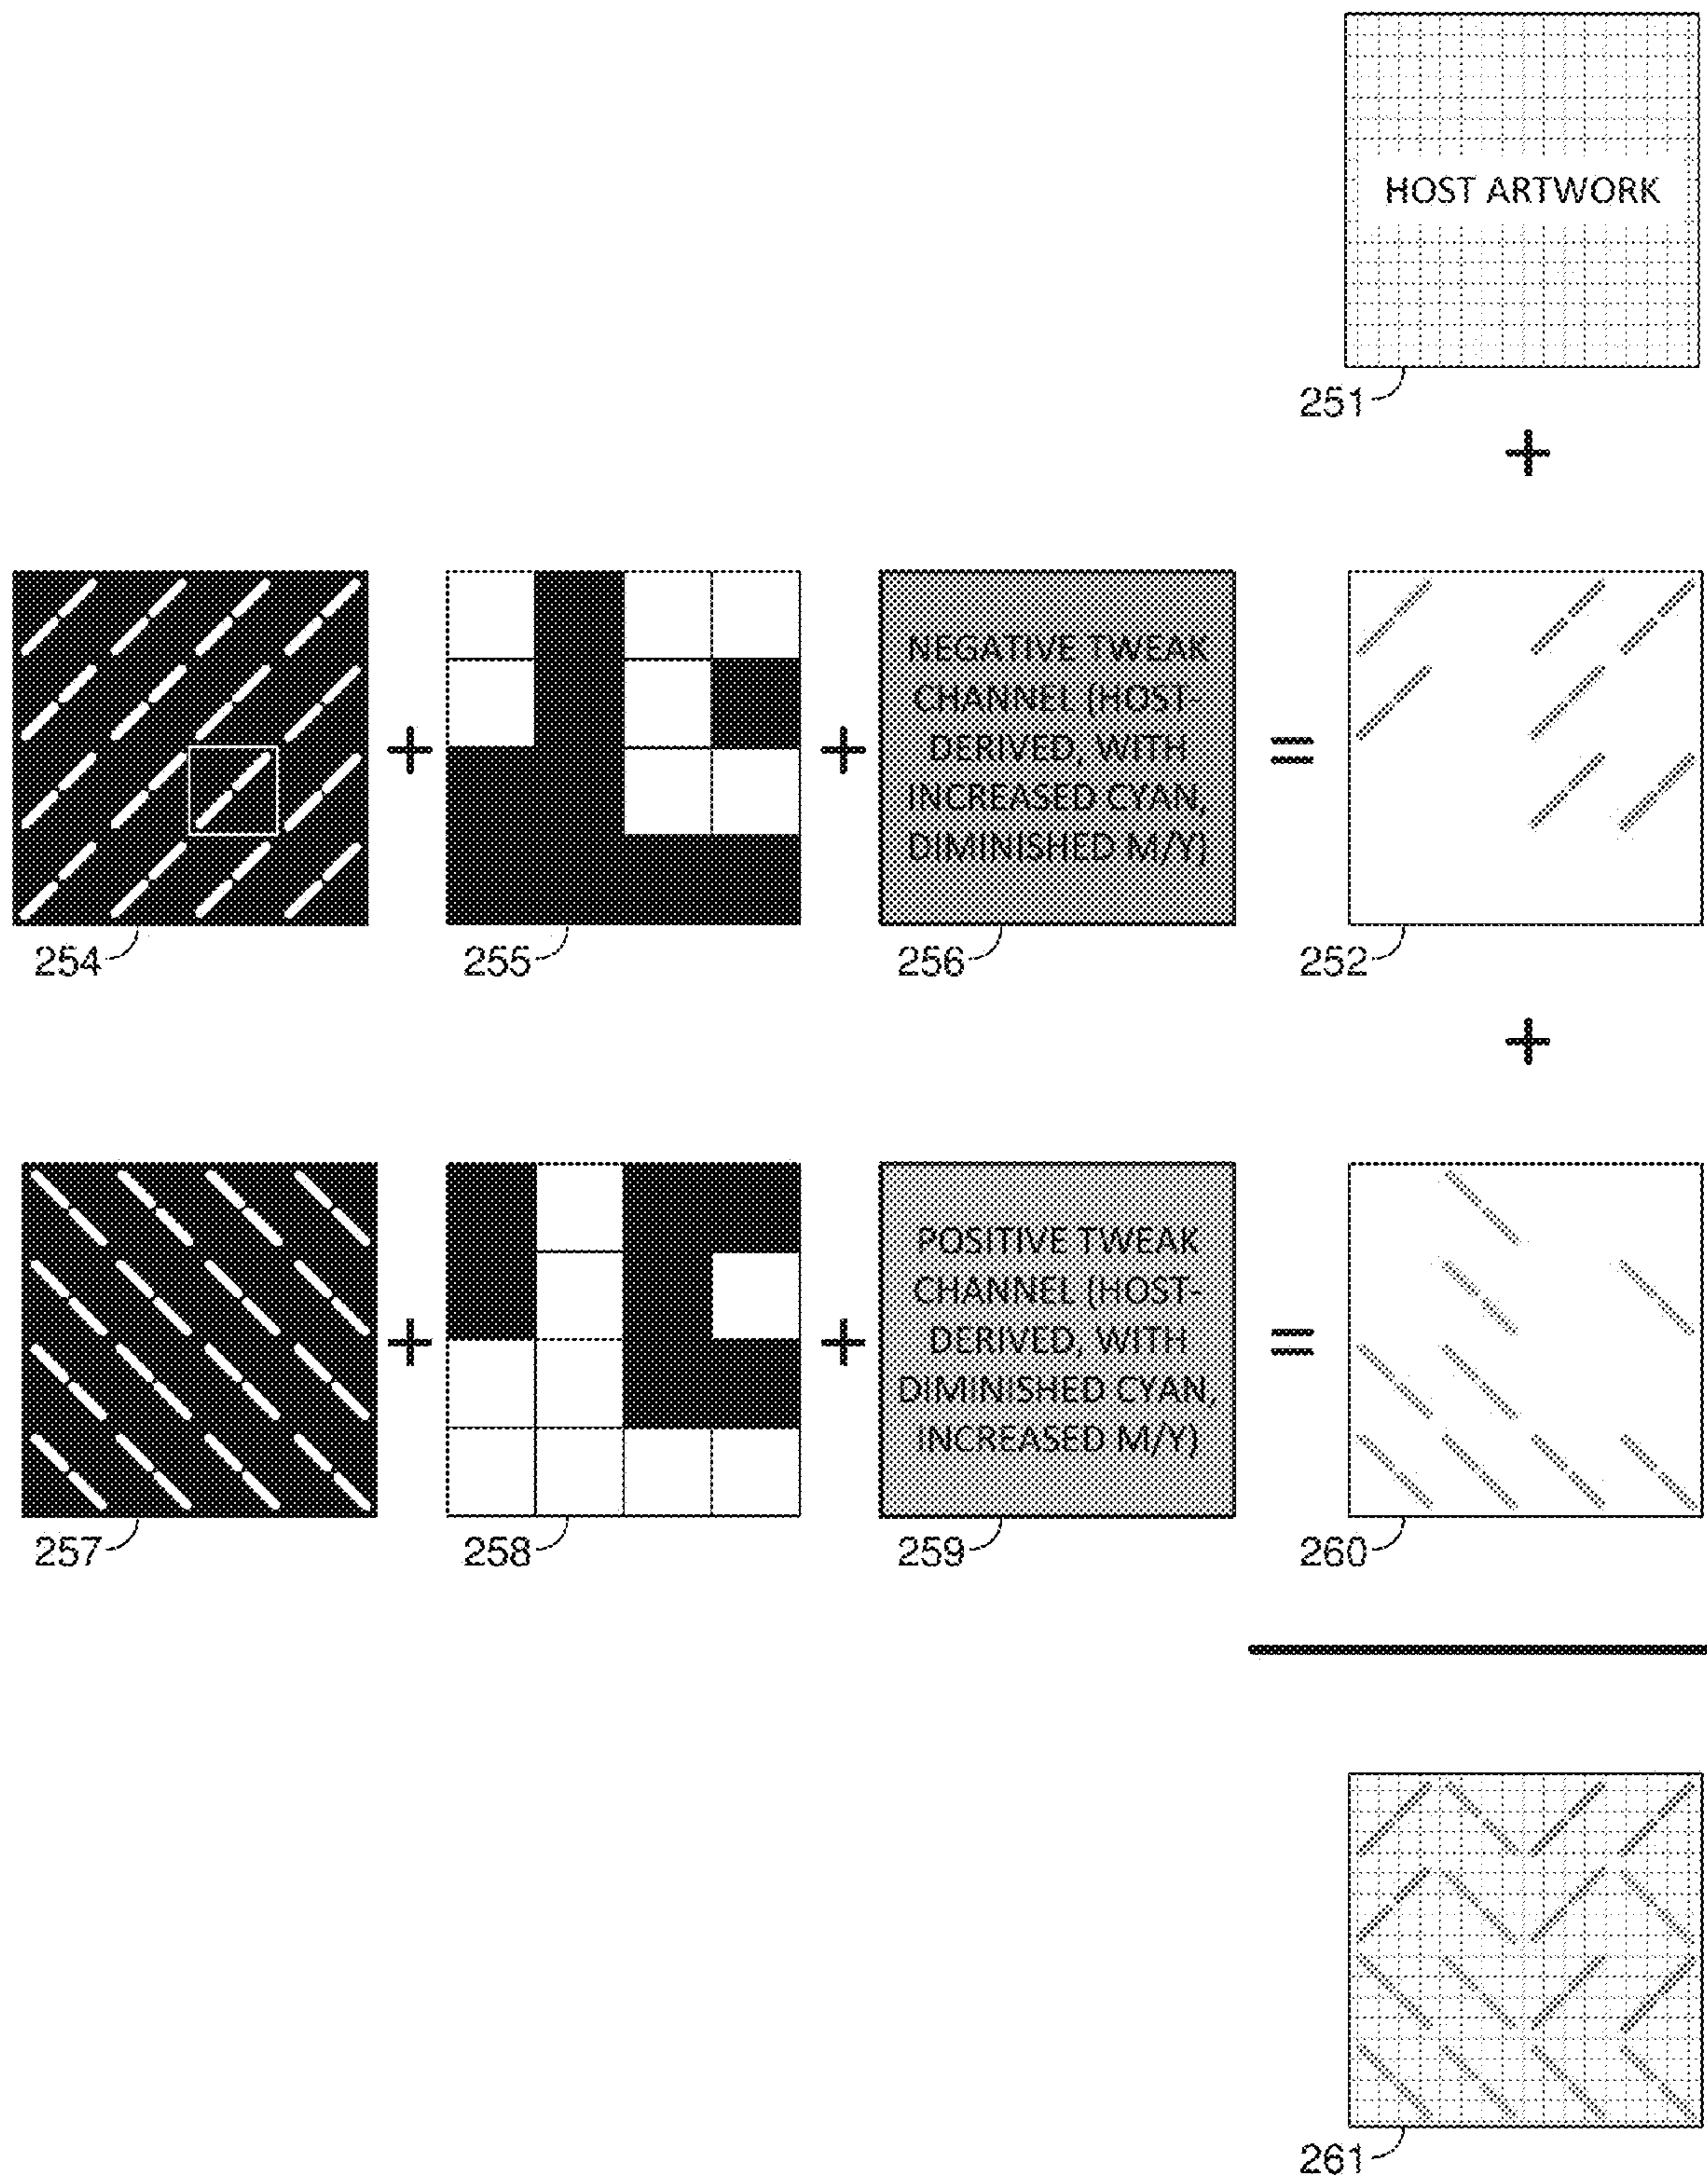 HOST ARTWORK
251
+
NEGATIVE TWEAK
CHANNEL (HOST-
DERIVED, WITH
INCREASED CYAN,
DIMINISHED M/Y)
+ + =
254 255 256 252
+
POSITIVE TWEAK
CHANNEL (HOST-
DERIVED, WITH
DIMINISHED CYAN,
INCREASED M/Y)
+ + =
257 258 259 260
261